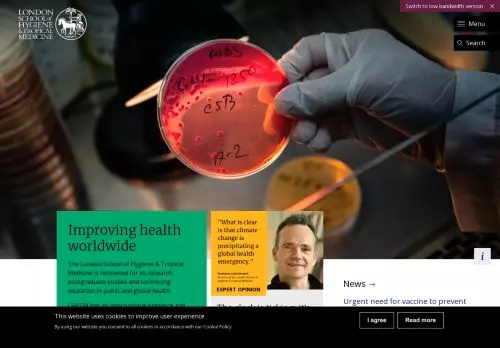 Switch to low bandwidth version
LONDON
SCHOOL of
HYGIENE
& TROPICAL
MEDICINE
Menu
Search
Improving health
worldwide
The London School of Hygiene & Tropical
Medicine is renowned for its research,
postgraduate studies and continuing
education in public and global health.
"What is clear
is that climate
change is
precipitating a
global health
emergency."
EXPERT OPINION
News →
Urgent need for vaccine to prevent
This website uses cookies to improve user experience
By using our website you consent to all cookies in accordance with our Cookie Policy
I agree
Read more